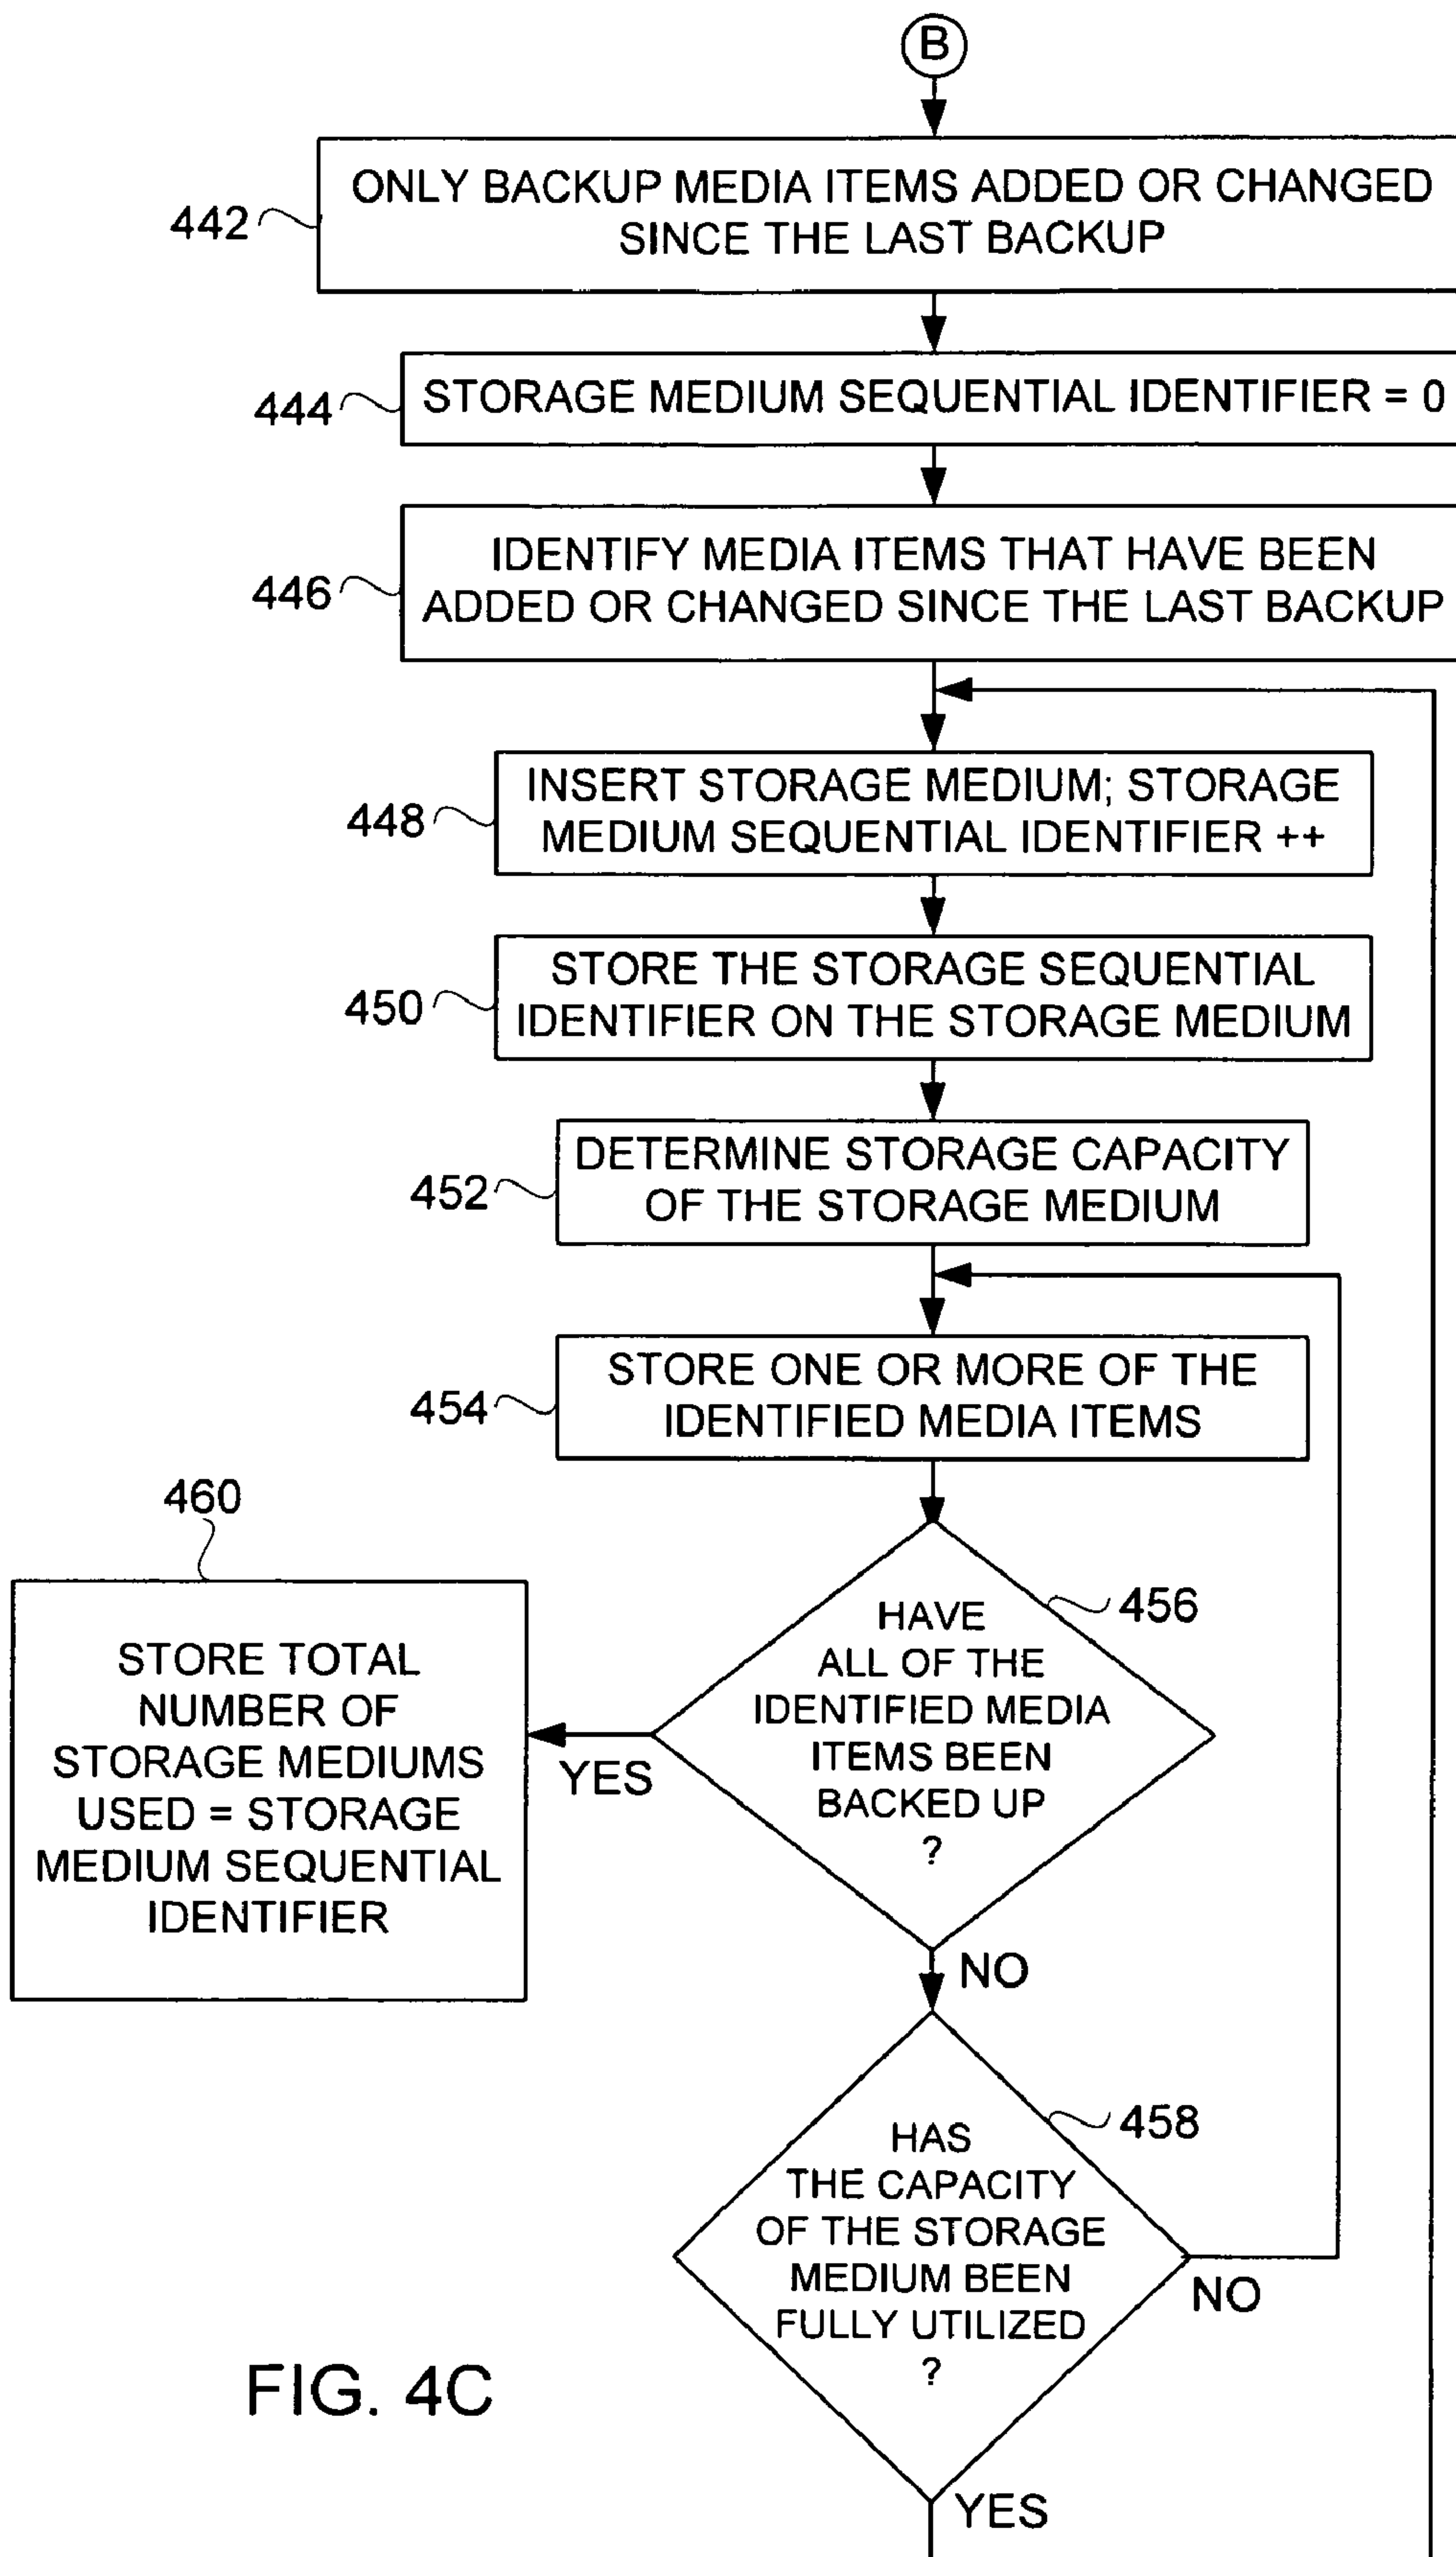 B
ONLY BACKUP MEDIA ITEMS ADDED OR CHANGED
SINCE THE LAST BACKUP
442
STORAGE MEDIUM SEQUENTIAL IDENTIFIER = 0
444
IDENTIFY MEDIA ITEMS THAT HAVE BEEN
ADDED OR CHANGED SINCE THE LAST BACKUP
446
INSERT STORAGE MEDIUM; STORAGE
MEDIUM SEQUENTIAL IDENTIFIER ++
448
STORE THE STORAGE SEQUENTIAL
IDENTIFIER ON THE STORAGE MEDIUM
450
DETERMINE STORAGE CAPACITY
OF THE STORAGE MEDIUM
452
STORE ONE OR MORE OF THE
IDENTIFIED MEDIA ITEMS
454
HAVE
ALL OF THE
IDENTIFIED MEDIA
ITEMS BEEN
BACKED UP
?
456
YES
460
STORE TOTAL
NUMBER OF
STORAGE MEDIUMS
USED = STORAGE
MEDIUM SEQUENTIAL
IDENTIFIER
NO
HAS
THE CAPACITY
OF THE STORAGE
MEDIUM BEEN
FULLY UTILIZED
?
458
NO
YES
FIG. 4C